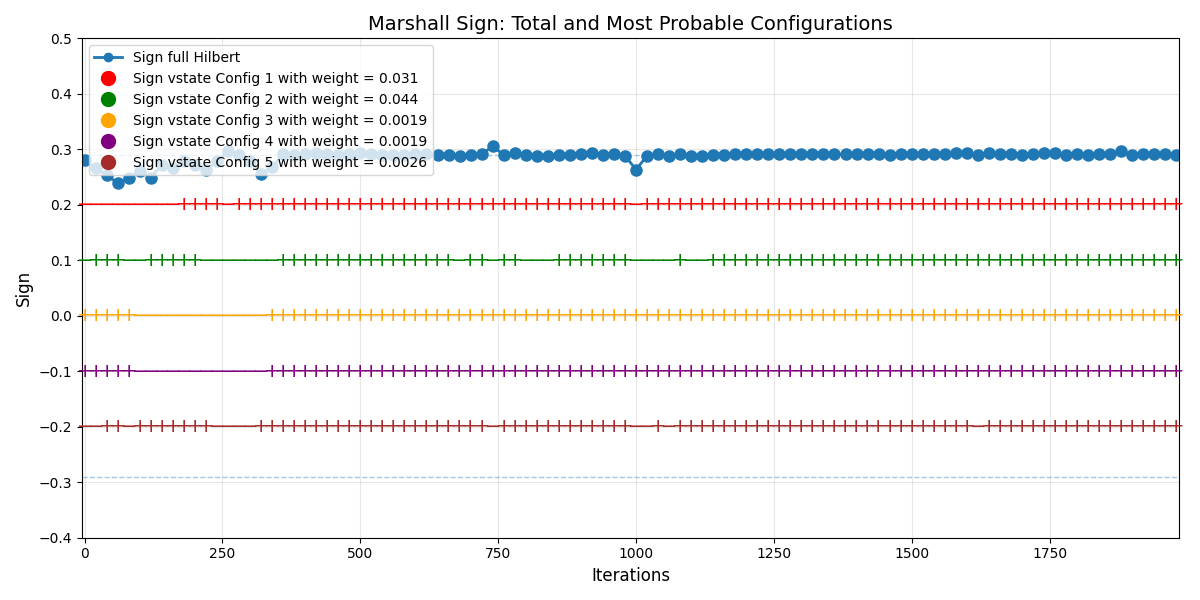 Marshall Sign: Total and Most Probable Configurations
Sign full Hilbert
Sign vstate Config 1 with weight = 0.031
Sign vstate Config 2 with weight = 0.044
Sign vstate Config 3 with weight = 0.0019
Sign vstate Config 4 with weight = 0.0019
Sign vstate Config 5 with weight = 0.0026
Sign
0.5
0.4
0.3
0.2
0.1
0.0
−0.1
−0.2
−0.3
−0.4
0 250 500 750 1000 1250 1500 1750
Iterations